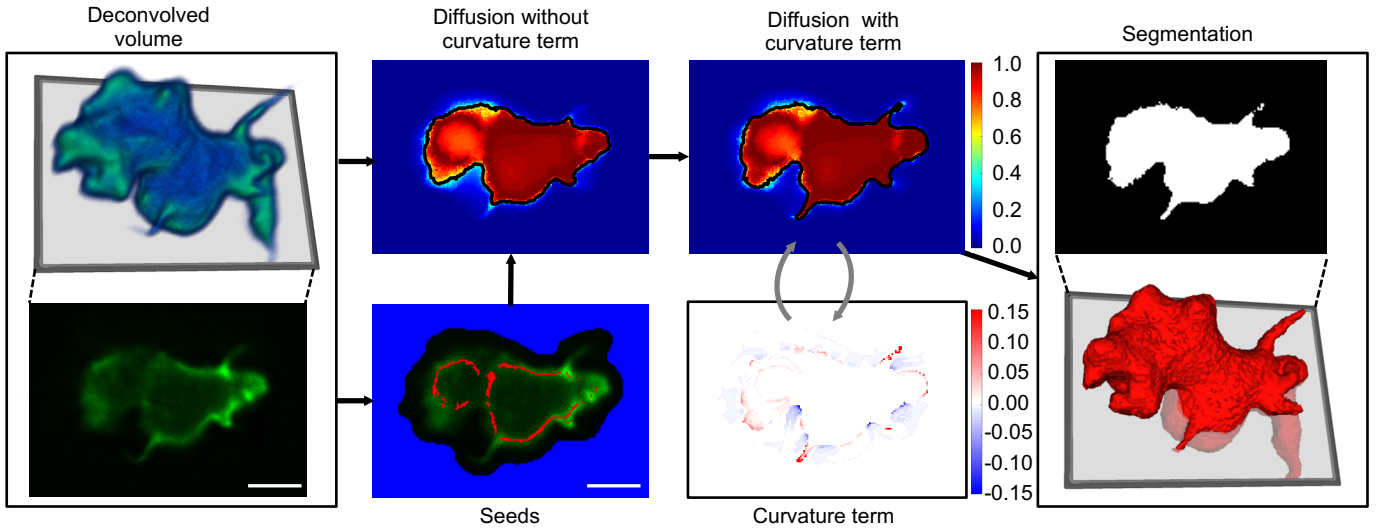 Deconvolved
volume
Diffusion without
curvature term
Diffusion with
curvature term
Segmentation
1.0
0.8
0.6
0.4
0.2
0.0
0.15
0.10
0.05
0.00
-0.05
-0.10
-0.15
Seeds
Curvature term